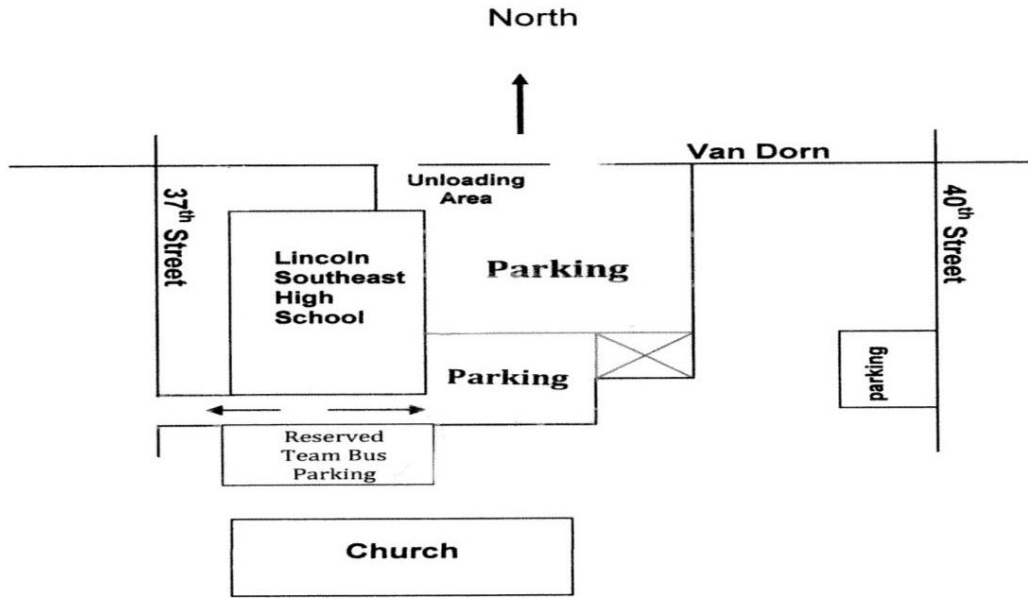 North
Van Dorn
Unloading
Area
37th Street
40th Street
Lincoln
Southeast
High
School
Parking
Parking
parking
Reserved
Team Bus
Parking
Church